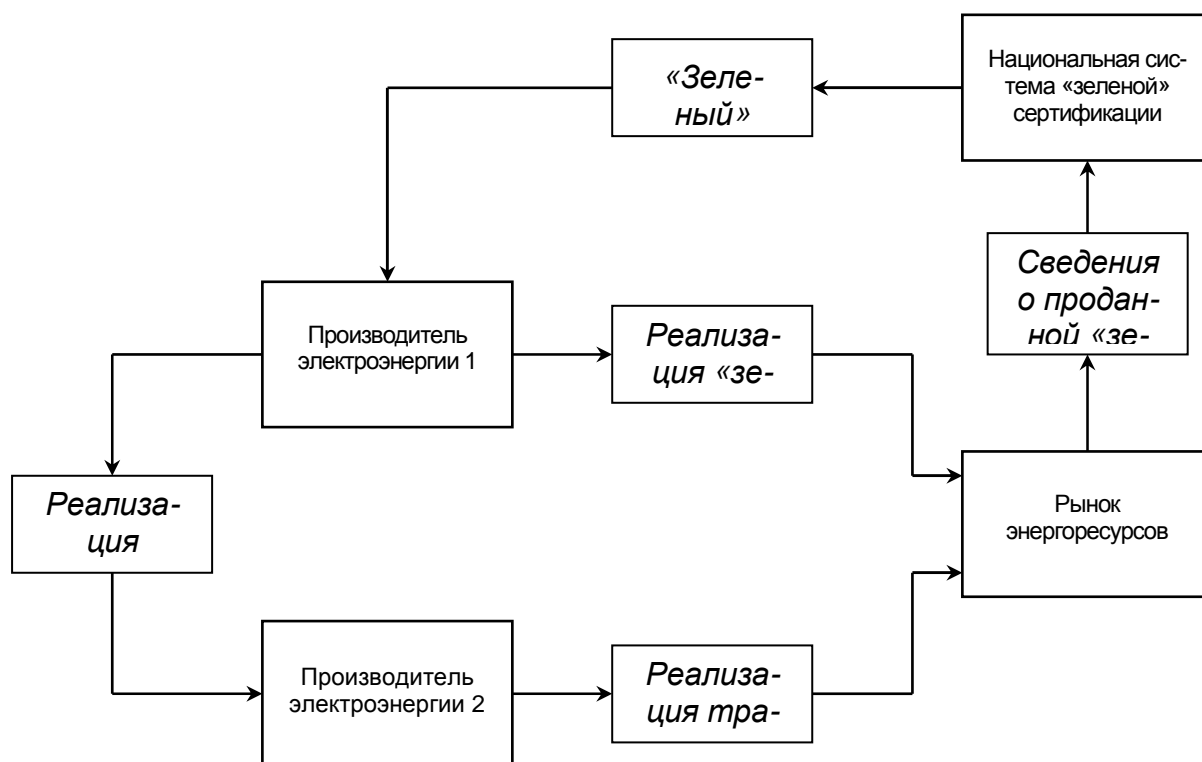 «Зеле-
ный»
Национальная сис-
тема «зеленой»
сертификации
Сведения
о продан-
ной «зе-
Производитель
электроэнергии 1
Реализа-
ция «зе-
Реализа-
ция
Рынок
энергоресурсов
Производитель
электроэнергии 2
Реализа-
ция тра-